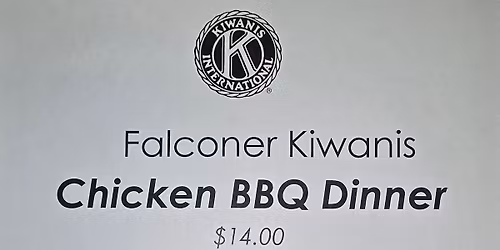 KIWANIS
K
INTERNATIONAL
®
Falconer Kiwanis
Chicken BBQ Dinner
$14.00